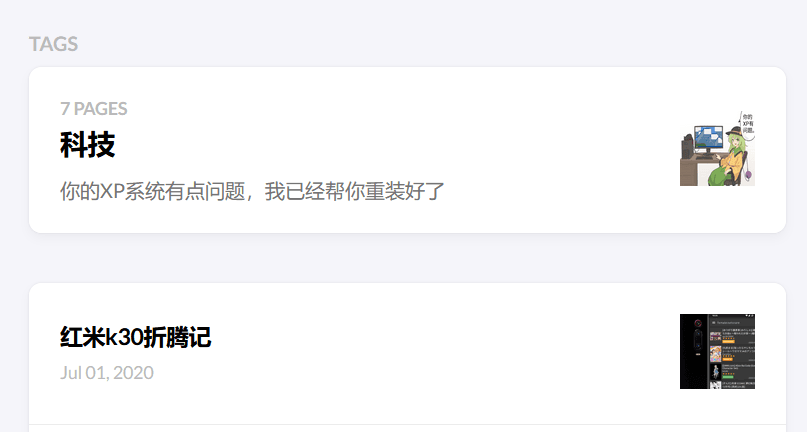 TAGS
7 PAGES
科技
你的XP系统有点问题，我已经帮你重装好了
你的
XP有
问题。
红米k30折腾记
Jul 01, 2020